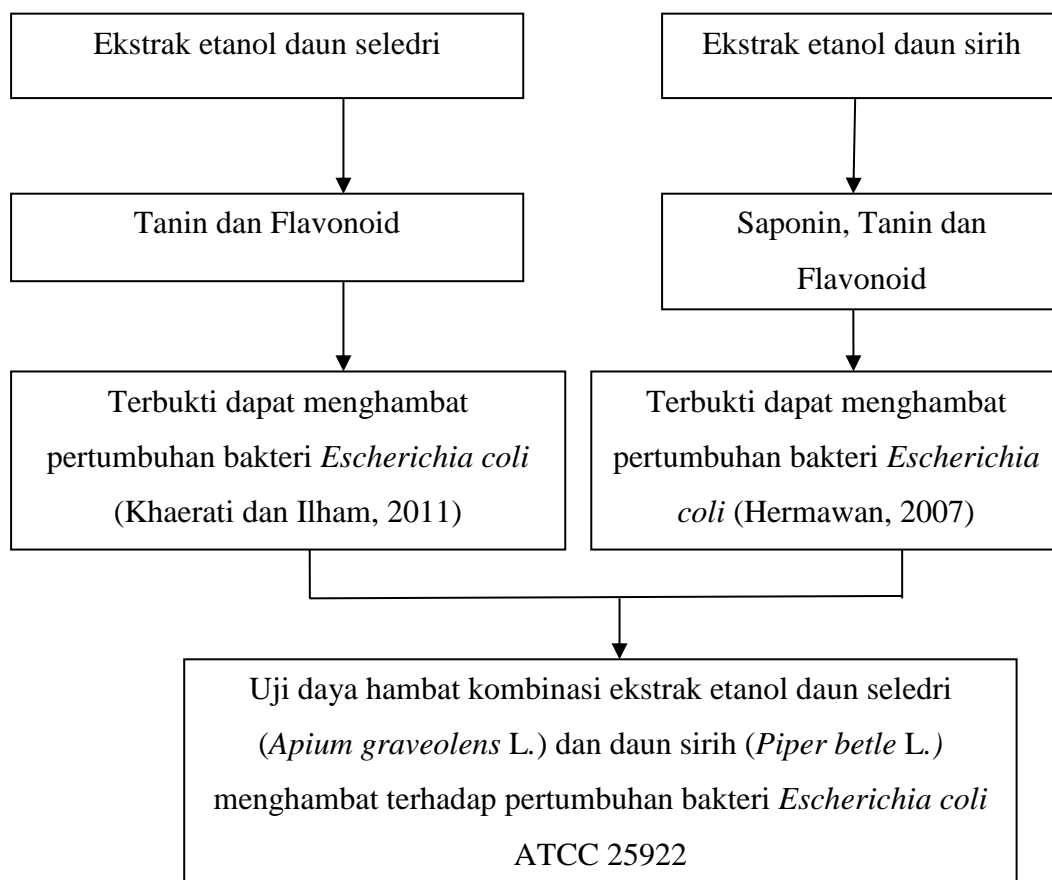 Ekstrak etanol daun seledri
Ekstrak etanol daun sirih
Tanin dan Flavonoid
Saponin, Tanin dan
Flavonoid
Terbukti dapat menghambat
pertumbuhan bakteri Escherichia coli
(Khaerati dan Ilham, 2011)
Terbukti dapat menghambat
pertumbuhan bakteri Escherichia
coli (Hermawan, 2007)
Uji daya hambat kombinasi ekstrak etanol daun seledri
(Apium graveolens L.) dan daun sirih (Piper betle L.)
menghambat terhadap pertumbuhan bakteri Escherichia coli
ATCC 25922